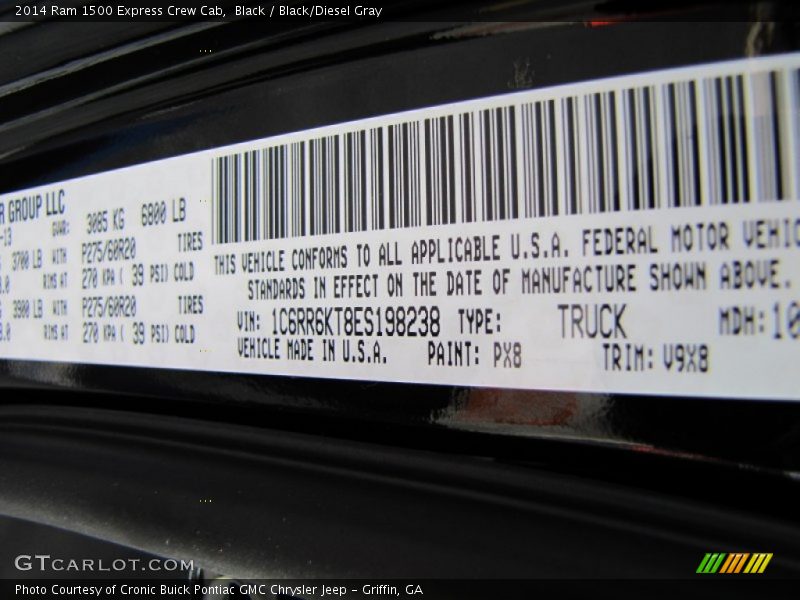 2014 Ram 1500 Express Crew Cab, Black / Black/Diesel Gray
R GROUP LLC
-13 GVWR: 3085 KG 6800 LB
3700 LB WITH P275/60R20 TIRES
RIMS AT 270 KPA ( 39 PSI) COLD
3900 LB WITH P275/60R20 TIRES
RIMS AT 270 KPA ( 39 PSI) COLD
THIS VEHICLE CONFORMS TO ALL APPLICABLE U.S.A. FEDERAL MOTOR VEHIC
STANDARDS IN EFFECT ON THE DATE OF MANUFACTURE SHOWN ABOVE.
VIN: 1C6RR6KT8ES198238 TYPE: TRUCK MDH: 10
VEHICLE MADE IN U.S.A. PAINT: PX8 TRIM: V9X8
GTCARLOT.COM
Photo Courtesy of Cronic Buick Pontiac GMC Chrysler Jeep - Griffin, GA